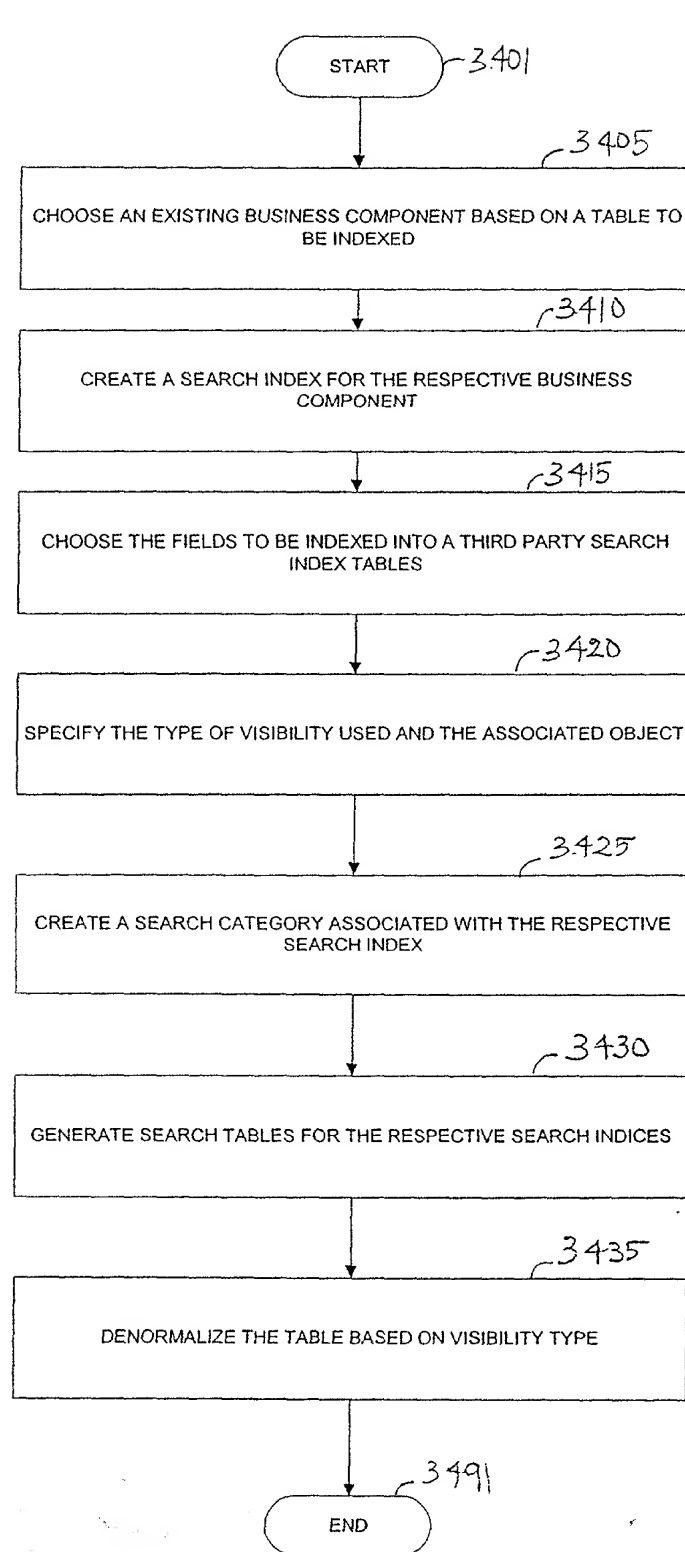 START
3401
3405
CHOOSE AN EXISTING BUSINESS COMPONENT BASED ON A TABLE TO
BE INDEXED
3410
CREATE A SEARCH INDEX FOR THE RESPECTIVE BUSINESS
COMPONENT
3415
CHOOSE THE FIELDS TO BE INDEXED INTO A THIRD PARTY SEARCH
INDEX TABLES
3420
SPECIFY THE TYPE OF VISIBILITY USED AND THE ASSOCIATED OBJECT
3425
CREATE A SEARCH CATEGORY ASSOCIATED WITH THE RESPECTIVE
SEARCH INDEX
3430
GENERATE SEARCH TABLES FOR THE RESPECTIVE SEARCH INDICES
3435
DENORMALIZE THE TABLE BASED ON VISIBILITY TYPE
3491
END